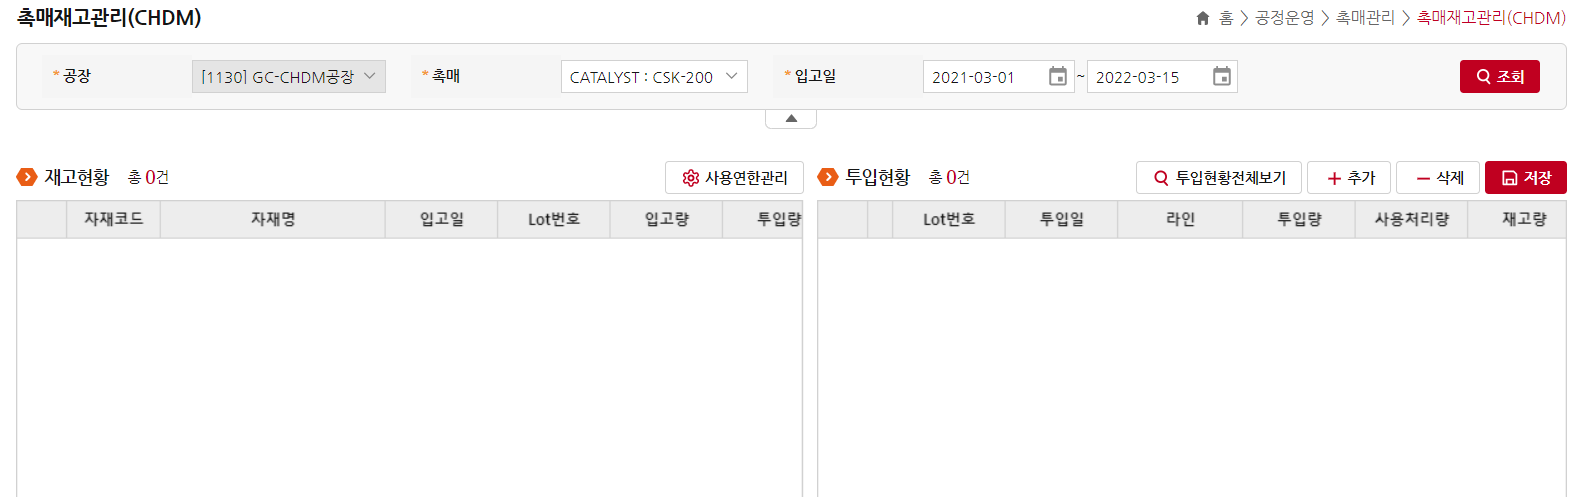 촉매재고관리(CHDM)
홈 > 공정운영 > 촉매관리 > 촉매재고관리(CHDM)
* 공장 [1130] GC-CHDM공장 * 촉매 CATALYST : CSK-200 * 입고일 2021-03-01 ~ 2022-03-15 조회
재고현황 총 0건 사용연한관리
자재코드 자재명 입고일 Lot번호 입고량 투입량
투입현황 총 0건 투입현황전체보기 + 추가 − 삭제 저장
Lot번호 투입일 라인 투입량 사용처리량 재고량